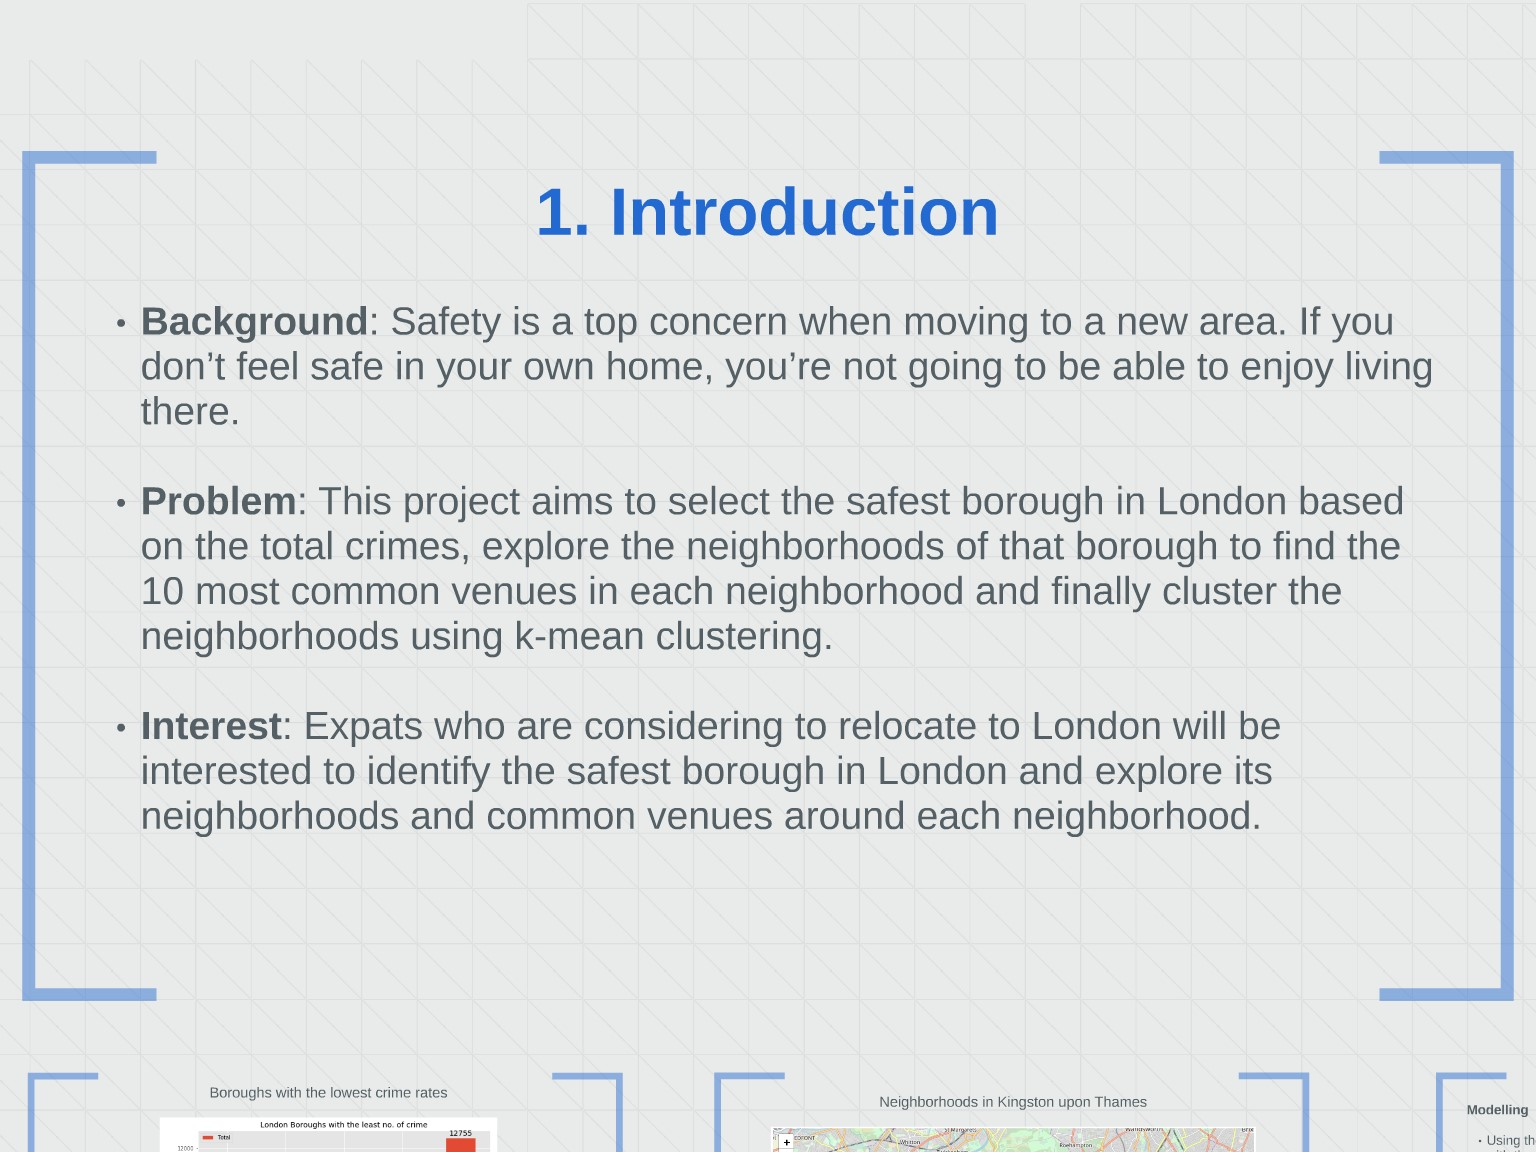 1. Introduction
• Background: Safety is a top concern when moving to a new area. If you
don’t feel safe in your own home, you’re not going to be able to enjoy living
there.
• Problem: This project aims to select the safest borough in London based
on the total crimes, explore the neighborhoods of that borough to find the
10 most common venues in each neighborhood and finally cluster the
neighborhoods using k-mean clustering.
• Interest: Expats who are considering to relocate to London will be
interested to identify the safest borough in London and explore its
neighborhoods and common venues around each neighborhood.
Boroughs with the lowest crime rates
London Boroughs with the least no. of crime
12755
Total
12000
Neighborhoods in Kingston upon Thames
+
Whitton
Roehampton
Modelling
• Using th